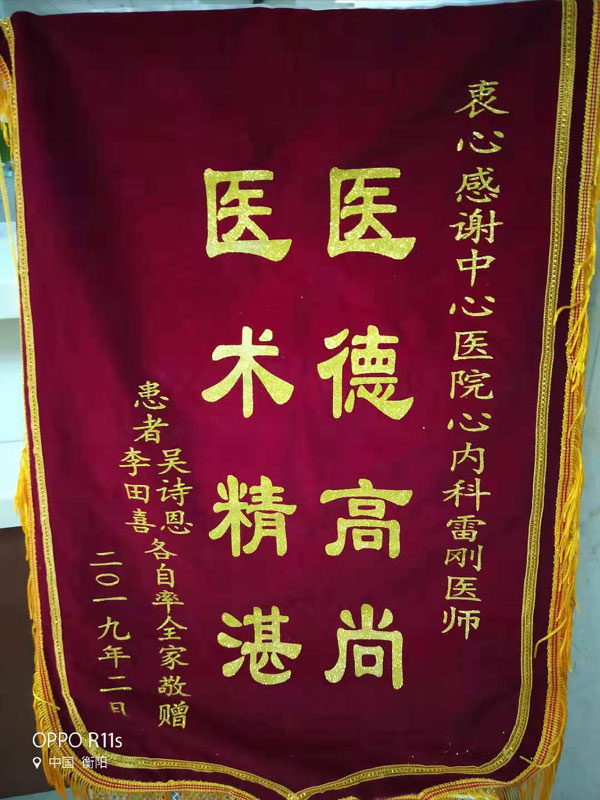 衷心感谢中心医院心内科雷刚医师
医德高尚
医术精湛
患者吴诗恩
李田喜
各自率全家敬赠
二〇一九年二日
OPPO R11s
中国·衡阳